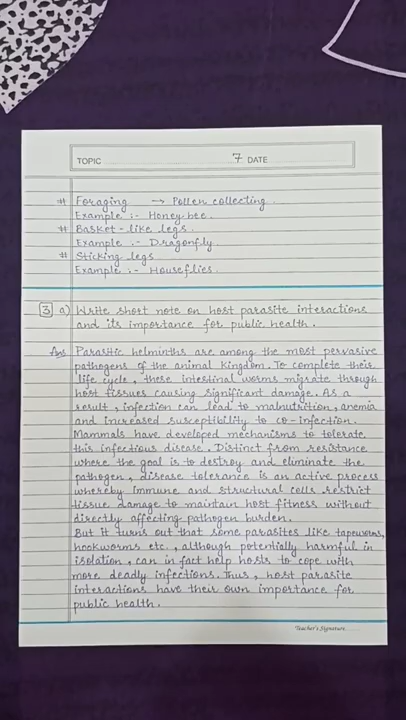 TOPIC 7 DATE
# Foraging → Pollen collecting.
Example :- Honey bee.
# Basket-like legs.
Example :- Dragonfly
# Sticking legs
Example :- Houseflies.
3 a) Write short note on host parasite interactions
and its importance for public health.
Ans Parasitic helminths are among the most pervasive
pathogens of the animal Kingdom. To complete their
life cycle, these intestinal worms migrate through
host tissues causing significant damage. As a
result, infection can lead to malnutrition, anemia
and increased susceptibility to co-infection.
Mammals have developed mechanisms to tolerate
this infectious disease. Distinct from resistance
where the goal is to destroy and eliminate the
pathogen, disease tolerance is an active process
whereby immune and structural cells restrict
tissue damage to maintain host fitness without
directly affecting pathogen burden.
But it turns out that some parasites like tapeworms,
hookworms etc., although potentially harmful in
isolation, can in fact help hosts to cope with
more deadly infections. Thus, host parasite
interactions have their own importance for
public health.
Teacher's Signature